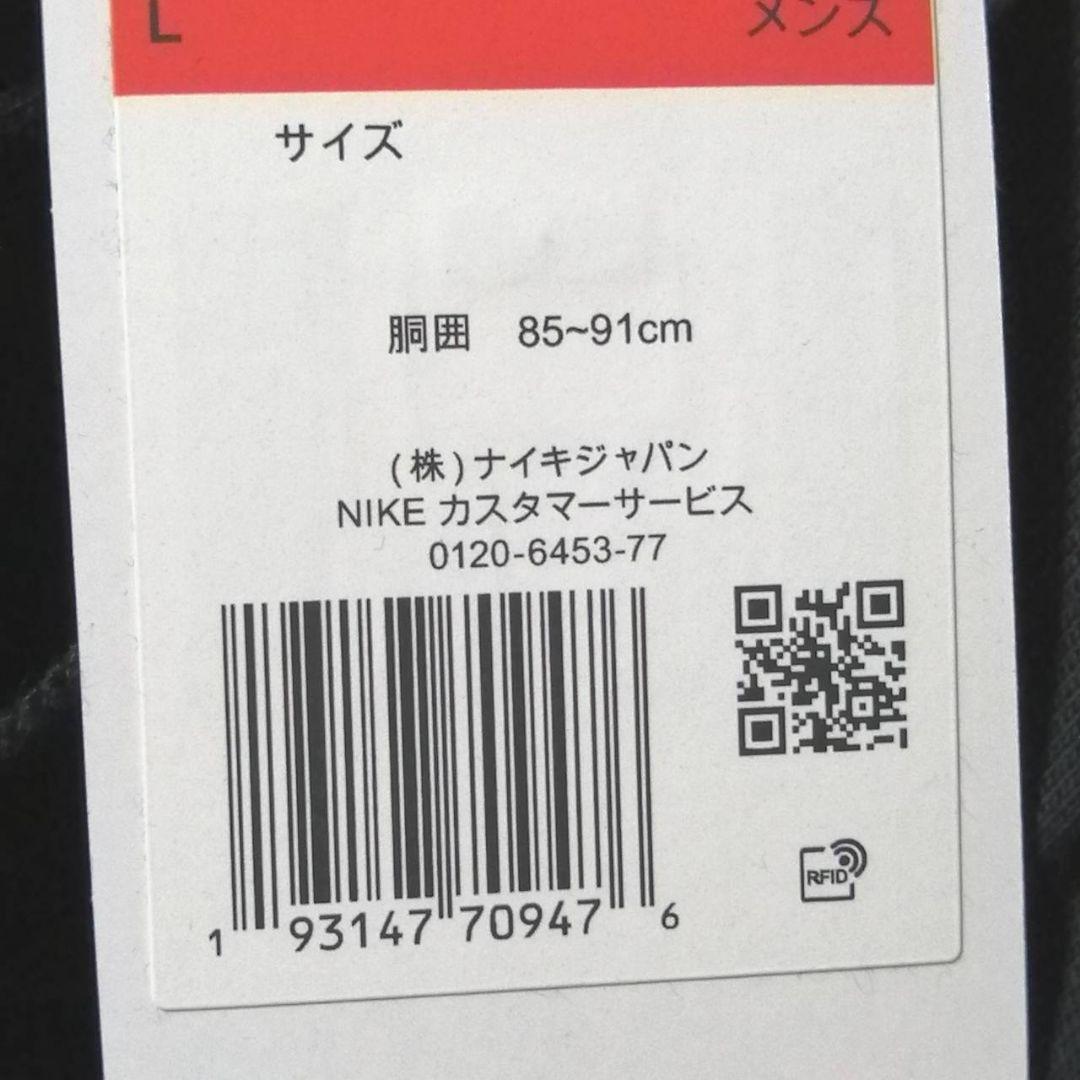 L メンズ
サイズ
胴囲 85~91cm
(株)ナイキジャパン
NIKE カスタマーサービス
0120-6453-77
RFID
1 93147 70947 6